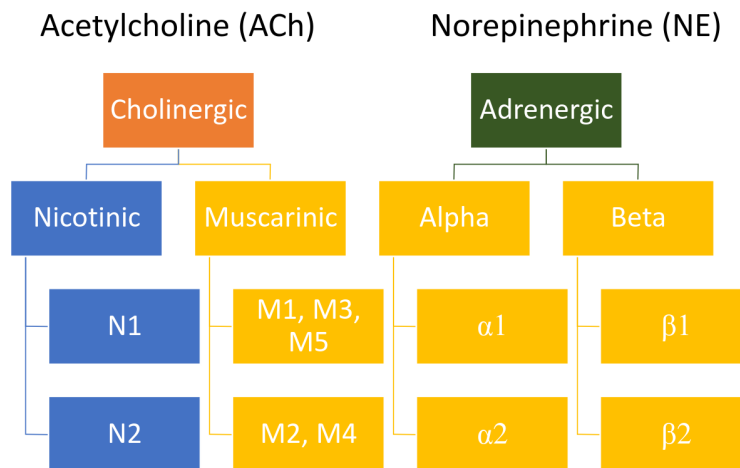 Acetylcholine (ACh)
Norepinephrine (NE)
Cholinergic
Adrenergic
Nicotinic
Muscarinic
Alpha
Beta
N1
M1, M3,
M5
α1
β1
N2
M2, M4
α2
β2